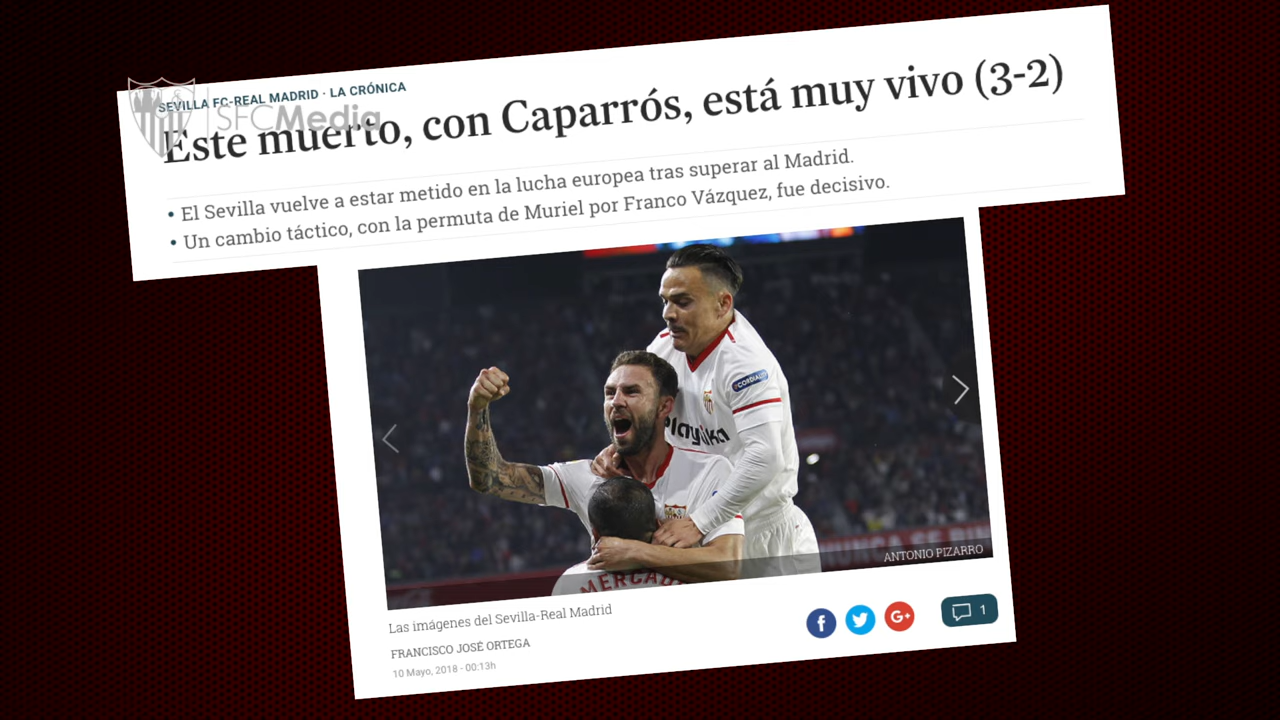 SFCMedia
SEVILLA FC-REAL MADRID · LA CRÓNICA
Este muerto, con Caparrós, está muy vivo (3-2)
• El Sevilla vuelve a estar metido en la lucha europea tras superar al Madrid.
• Un cambio táctico, con la permuta de Muriel por Franco Vázquez, fue decisivo.
#CORDIALDAD
Playtika
NUNCA SE
MERCADO
ANTONIO PIZARRO
Las imágenes del Sevilla-Real Madrid
FRANCISCO JOSÉ ORTEGA
10 Mayo, 2018 - 00:13h
f
G+
1